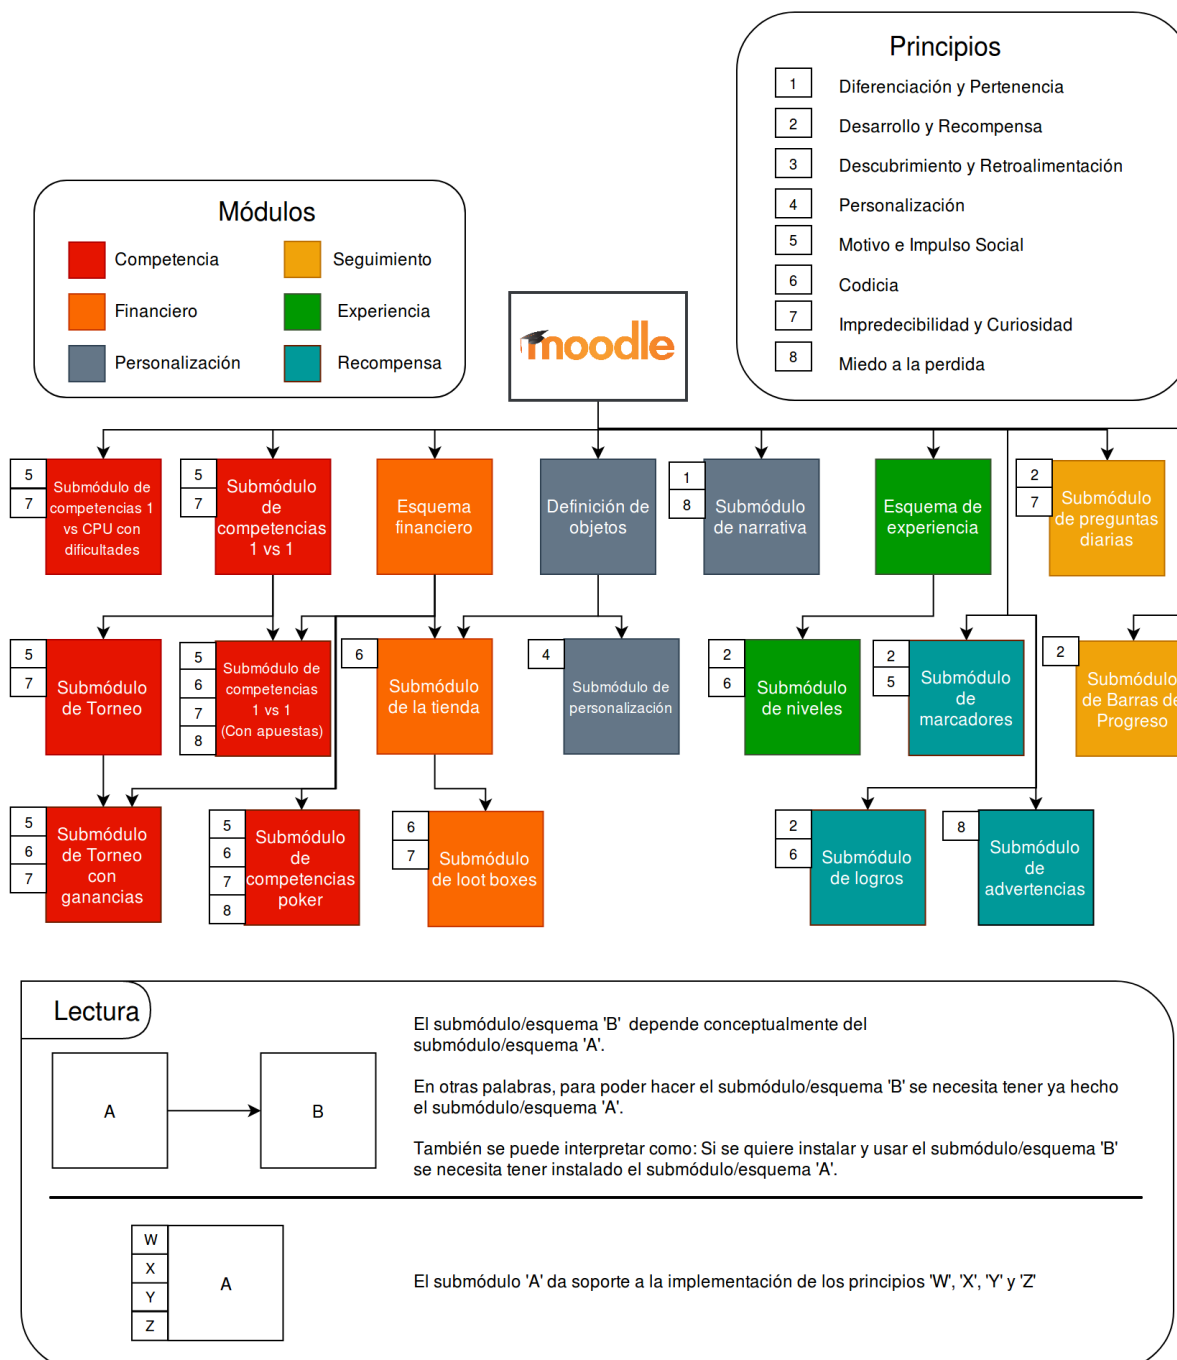 Principios
1 Diferenciación y Pertenencia
2 Desarrollo y Recompensa
3 Descubrimiento y Retroalimentación
4 Personalización
5 Motivo e Impulso Social
6 Codicia
7 Impredecibilidad y Curiosidad
8 Miedo a la perdida
Módulos
Competencia
Seguimiento
Financiero
Experiencia
Personalización
Recompensa
moodle
5
7
Submódulo de
competencias 1
vs CPU con
dificultades
5
7
Submódulo
de
competencias
1 vs 1
Esquema
financiero
Definición de
objetos
1
8
Submódulo
de narrativa
Esquema de
experiencia
2
7
Submódulo
de preguntas
diarias
5
7
Submódulo
de Torneo
5
6
7
8
Submódulo de
competencias
1 vs 1
(Con apuestas)
6
Submódulo
de la tienda
4
Submódulo de
personalización
2
6
Submódulo
de niveles
2
5
Submódulo
de
marcadores
2
Submódulo
de Barras de
Progreso
5
6
7
Submódulo
de Torneo
con
ganancias
5
6
7
8
Submódulo
de
competencias
poker
6
7
Submódulo
de loot boxes
2
6
Submódulo
de logros
8
Submódulo
de
advertencias
Lectura
A
B
El submódulo/esquema 'B' depende conceptualmente del
submódulo/esquema 'A'.
En otras palabras, para poder hacer el submódulo/esquema 'B' se necesita tener ya hecho
el submódulo/esquema 'A'.
También se puede interpretar como: Si se quiere instalar y usar el submódulo/esquema 'B'
se necesita tener instalado el submódulo/esquema 'A'.
W
X
Y
Z
A
El submódulo 'A' da soporte a la implementación de los principios 'W', 'X', 'Y' y 'Z'